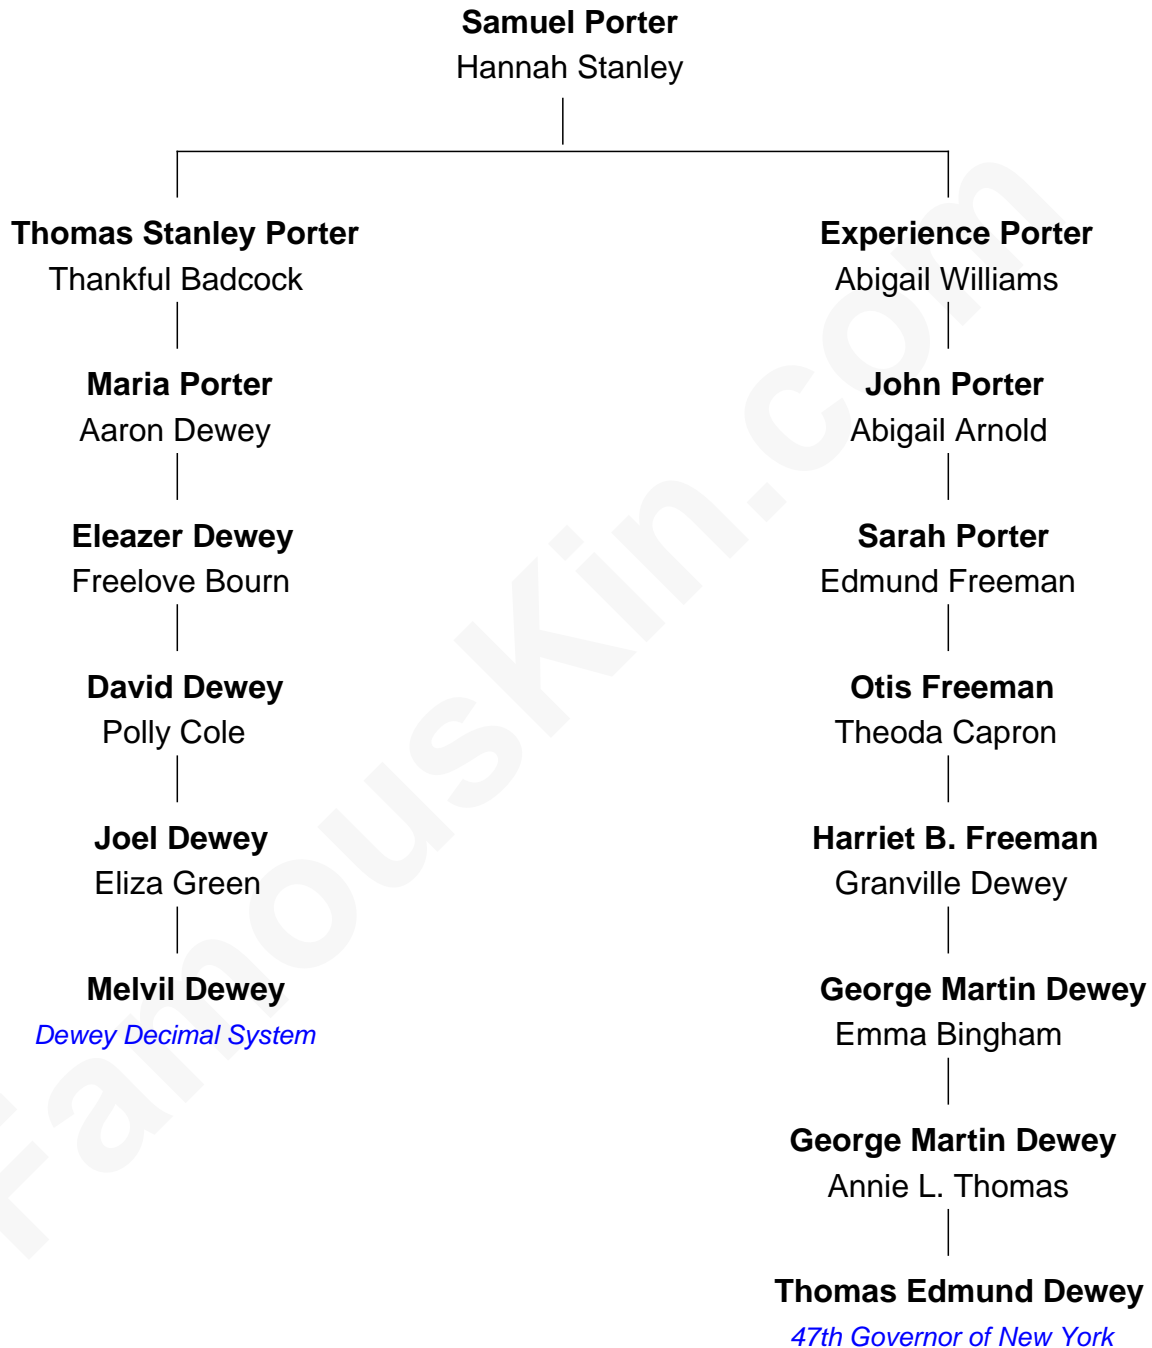 Samuel Porter
Hannah Stanley
Thomas Stanley Porter
Thankful Badcock
Experience Porter
Abigail Williams
Maria Porter
Aaron Dewey
John Porter
Abigail Arnold
Eleazer Dewey
Freelove Bourn
Sarah Porter
Edmund Freeman
David Dewey
Polly Cole
Otis Freeman
Theoda Capron
Joel Dewey
Eliza Green
Harriet B. Freeman
Granville Dewey
Melvil Dewey
Dewey Decimal System
George Martin Dewey
Emma Bingham
George Martin Dewey
Annie L. Thomas
Thomas Edmund Dewey
47th Governor of New York
FamousKin.com